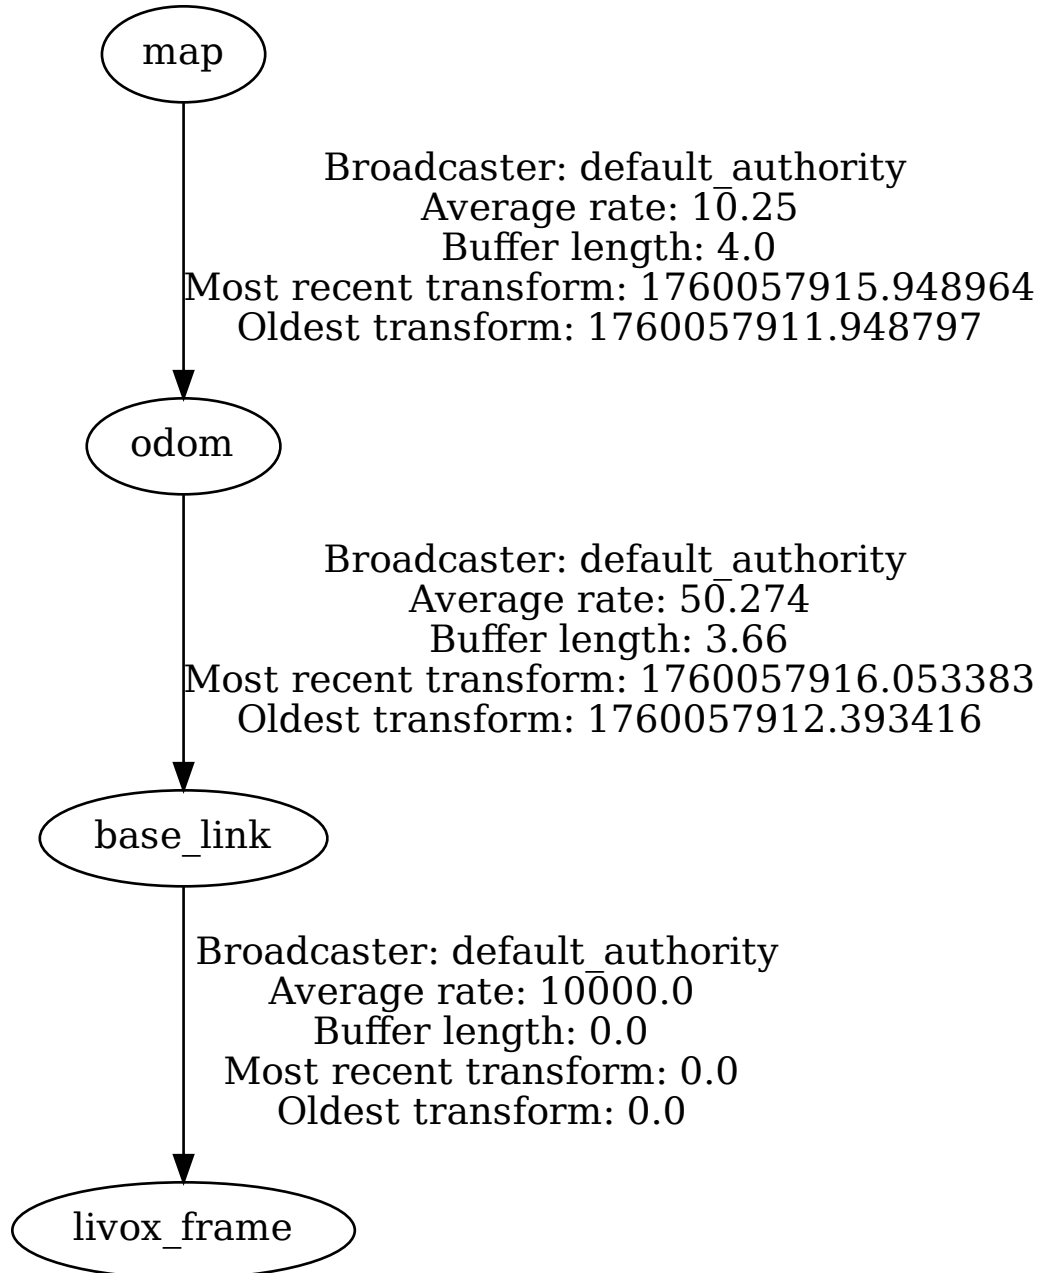 map
Broadcaster: default_authority
Average rate: 10.25
Buffer length: 4.0
Most recent transform: 1760057915.948964
Oldest transform: 1760057911.948797
odom
Broadcaster: default_authority
Average rate: 50.274
Buffer length: 3.66
Most recent transform: 1760057916.053383
Oldest transform: 1760057912.393416
base_link
Broadcaster: default_authority
Average rate: 10000.0
Buffer length: 0.0
Most recent transform: 0.0
Oldest transform: 0.0
livox_frame